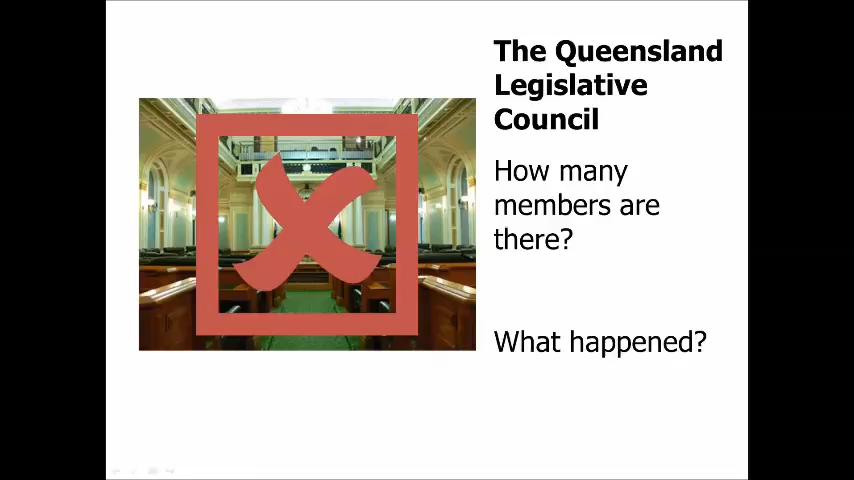 The Queensland
Legislative
Council
How many
members are
there?
What happened?